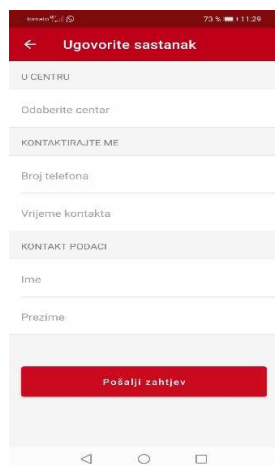 tomato
73 % 11:29
Ugovorite sastanak
U CENTRU
Odaberite centar
KONTAKTIRAJTE ME
Broj telefona
Vrijeme kontakta
KONTAKT PODACI
Ime
Prezime
Pošalji zahtjev